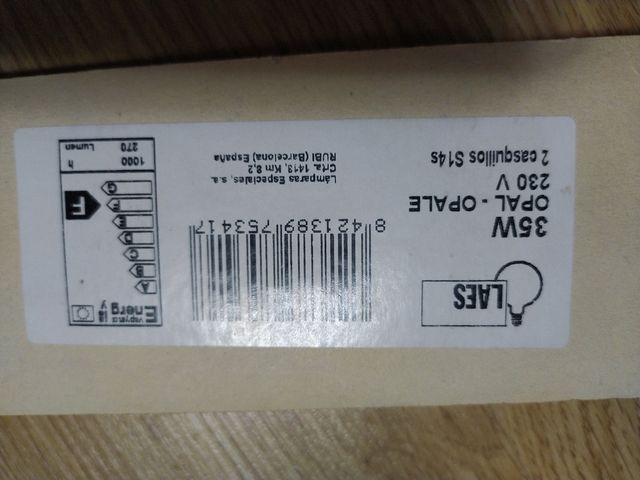 LAES
35W
OPAL - OPALE
230 V
2 casquillos S14s
8 421389 753417
Lámparas Especiales, s.a.
Crta. 1413, Km 8,2
RUBI (Barcelona) España
Energ
A
B
C
D
E
F
G
F
1000 h
270 Lumen